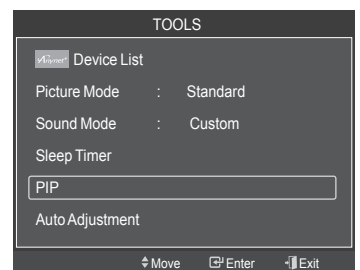 TOOLS
Anynet+ Device List
Picture Mode : Standard
Sound Mode : Custom
Sleep Timer
PIP
Auto Adjustment
Move Enter Exit